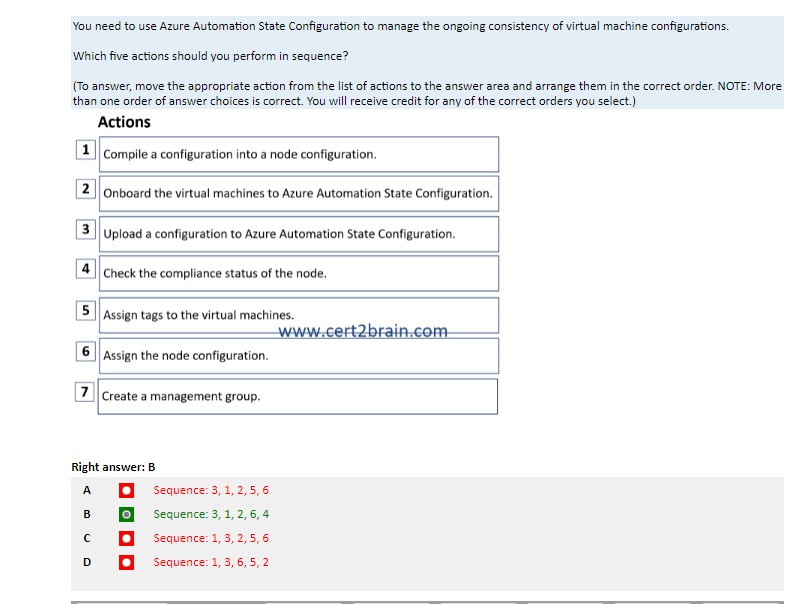 You need to use Azure Automation State Configuration to manage the ongoing consistency of virtual machine configurations.
Which five actions should you perform in sequence?
(To answer, move the appropriate action from the list of actions to the answer area and arrange them in the correct order. NOTE: More
than one order of answer choices is correct. You will receive credit for any of the correct orders you select.)
Actions
1 Compile a configuration into a node configuration.
2 Onboard the virtual machines to Azure Automation State Configuration.
3 Upload a configuration to Azure Automation State Configuration.
4 Check the compliance status of the node.
5 Assign tags to the virtual machines.
www.cert2brain.com
6 Assign the node configuration.
7 Create a management group.
Right answer: B
A Sequence: 3, 1, 2, 5, 6
B Sequence: 3, 1, 2, 6, 4
C Sequence: 1, 3, 2, 5, 6
D Sequence: 1, 3, 6, 5, 2